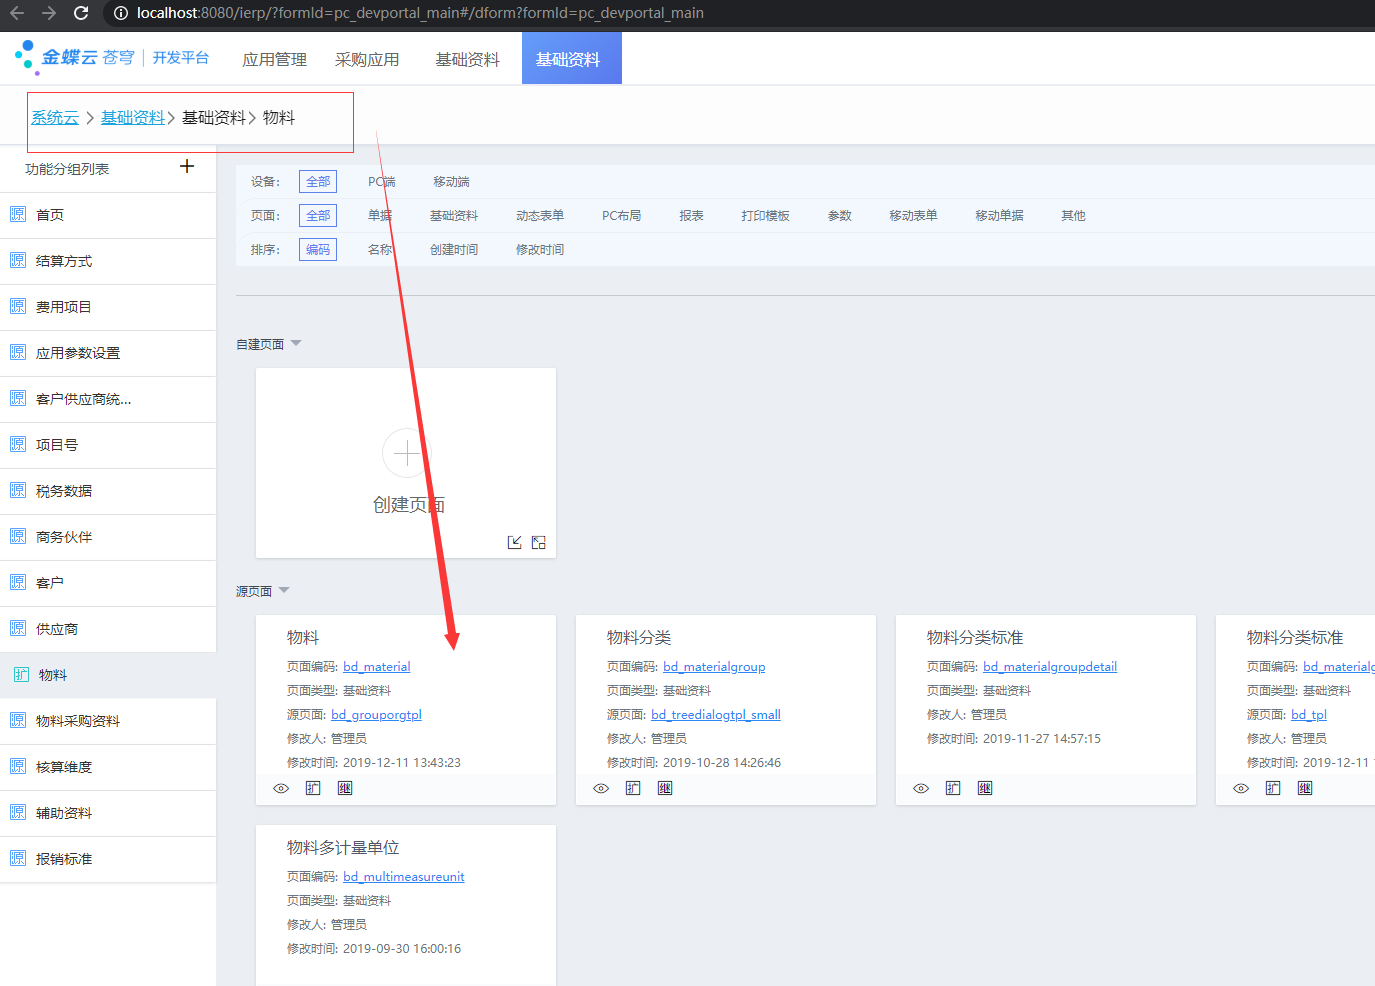 localhost:8080/ierp/?formId=pc_devportal_main#/dform?formId=pc_devportal_main
金蝶云 苍穹 开发平台 应用管理 采购应用 基础资料 基础资料
系统云 > 基础资料 > 基础资料 > 物料
功能分组列表 +
首页
结算方式
费用项目
应用参数设置
客户供应商统...
项目号
税务数据
商务伙伴
客户
供应商
物料
物料采购资料
核算维度
辅助资料
报销标准
源
源
源
源
源
源
源
源
源
源
扩
源
源
源
源
设备: 全部 PC端 移动端
页面: 全部 单据 基础资料 动态表单 PC布局 报表 打印模板 参数 移动表单 移动单据 其他
排序: 编码 名称 创建时间 修改时间
自建页面
创建页面
源页面
物料
页面编码: bd_material
页面类型: 基础资料
源页面: bd_grouporgtpl
修改人: 管理员
修改时间: 2019-12-11 13:43:23
扩 继
物料分类
页面编码: bd_materialgroup
页面类型: 基础资料
源页面: bd_treedialogtpl_small
修改人: 管理员
修改时间: 2019-10-28 14:26:46
扩 继
物料分类标准
页面编码: bd_materialgroupdetail
页面类型: 基础资料
修改人: 管理员
修改时间: 2019-11-27 14:57:15
扩 继
物料分类标准
页面编码: bd_materialg
页面类型: 基础资料
源页面: bd_tpl
修改人: 管理员
修改时间: 2019-12-11 1
扩 继
物料多计量单位
页面编码: bd_multimeasureunit
页面类型: 基础资料
修改人: 管理员
修改时间: 2019-09-30 16:00:16